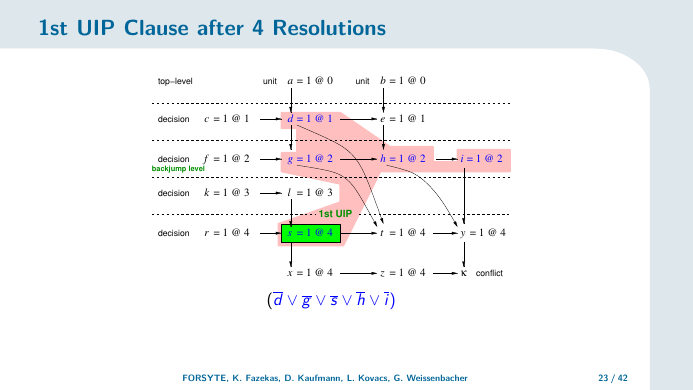 1st UIP Clause after 4 Resolutions
top−level unit a = 1 @ 0 unit b = 1 @ 0
decision c = 1 @ 1 d = 1 @ 1 e = 1 @ 1
decision f = 1 @ 2 g = 1 @ 2 h = 1 @ 2 i = 1 @ 2
backjump level
decision k = 1 @ 3 l = 1 @ 3
1st UIP
decision r = 1 @ 4 s = 1 @ 4 t = 1 @ 4 y = 1 @ 4
x = 1 @ 4 z = 1 @ 4 κ conflict
(d̅ ∨ g̅ ∨ s̅ ∨ h̅ ∨ i̅)
FORSYTE, K. Fazekas, D. Kaufmann, L. Kovacs, G. Weissenbacher 23 / 42